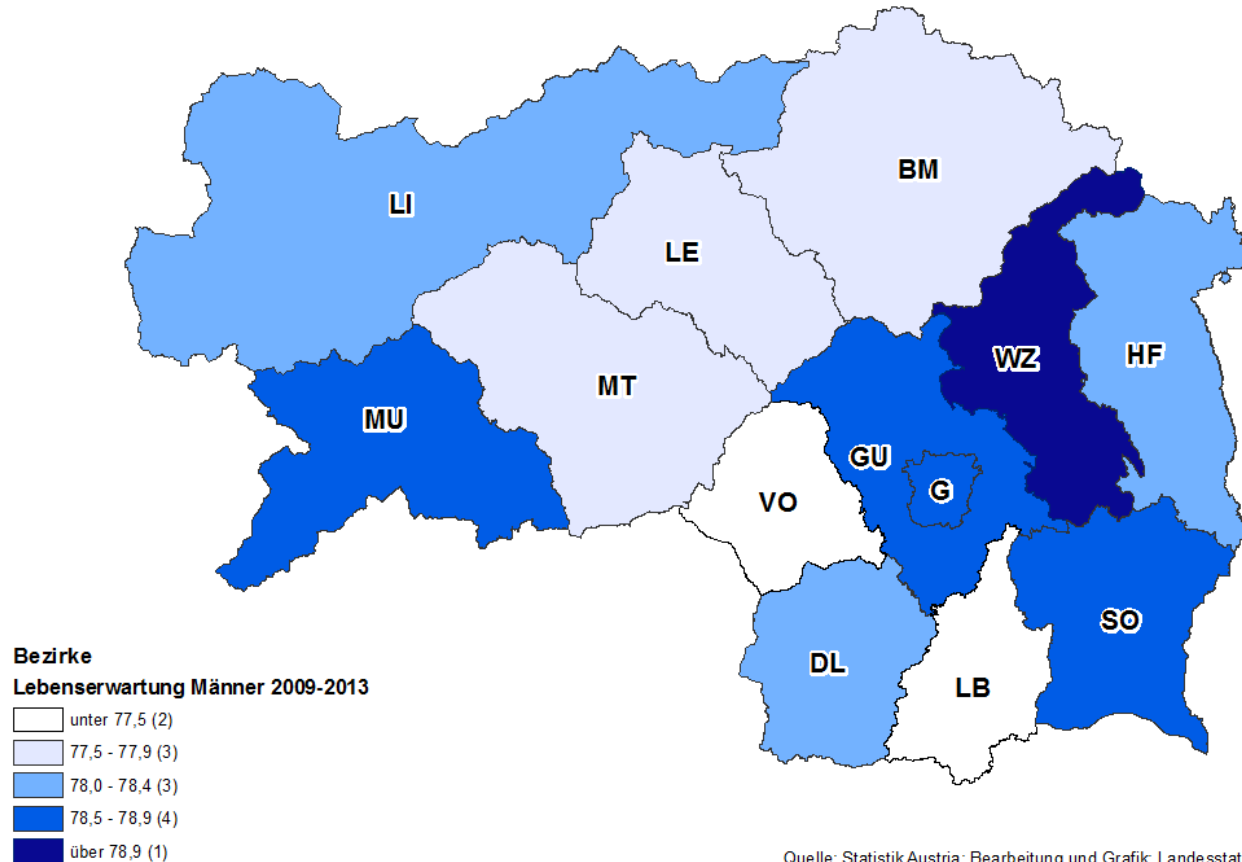 BM
LI
LE
WZ
HF
MT
MU
GU
G
VO
SO
DL
LB
Bezirke
Lebenserwartung Männer 2009-2013
unter 77,5 (2)
77,5 - 77,9 (3)
78,0 - 78,4 (3)
78,5 - 78,9 (4)
über 78,9 (1)
Quelle: Statistik Austria; Bearbeitung und Grafik: Landesstat